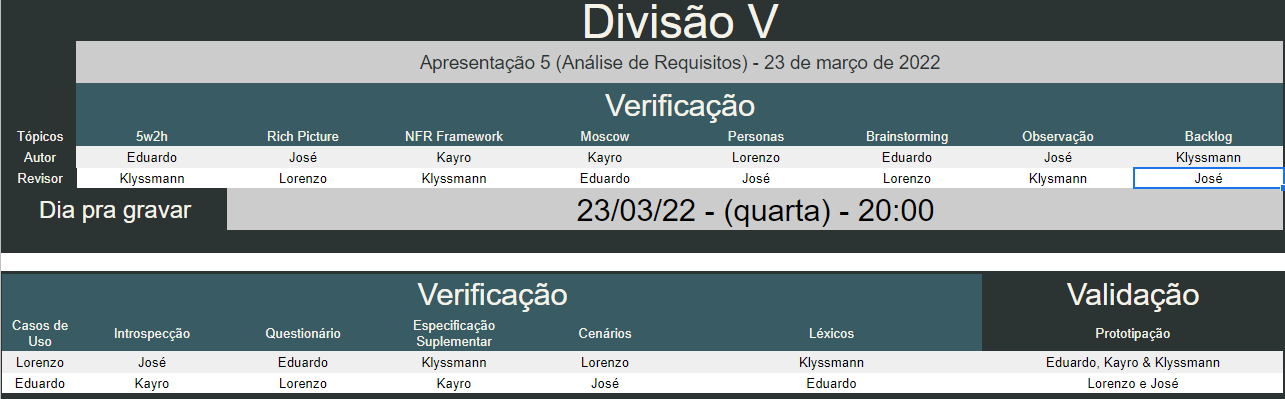 Divisão V
Apresentação 5 (Análise de Requisitos) - 23 de março de 2022
Verificação
Tópicos 5w2h Rich Picture NFR Framework Moscow Personas Brainstorming Observação Backlog
Autor Eduardo José Kayro Kayro Lorenzo Eduardo José Klyssmann
Revisor Klyssmann Lorenzo Klyssmann Eduardo José Lorenzo Klysmann José
Dia pra gravar 23/03/22 - (quarta) - 20:00
Verificação Validação
Casos de Uso Introspecção Questionário Especificação Suplementar Cenários Léxicos Prototipação
Lorenzo José Eduardo Klyssmann Lorenzo Klyssmann Eduardo, Kayro & Klyssmann
Eduardo Kayro Lorenzo Kayro José Eduardo Lorenzo e José